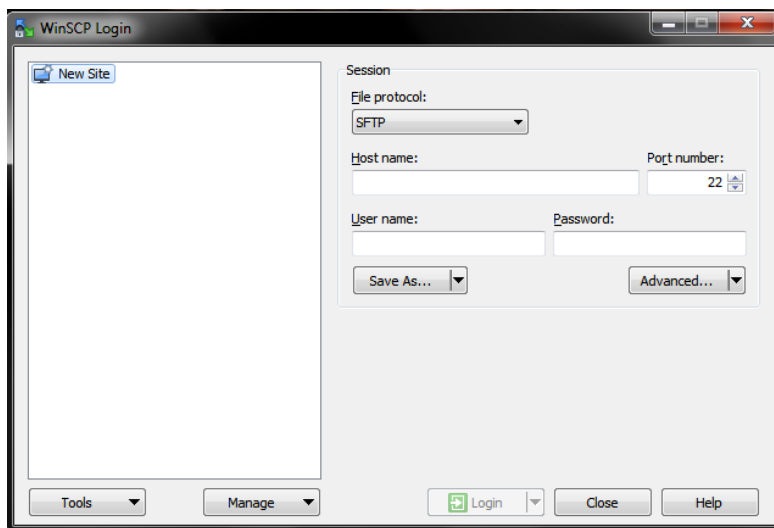 WinSCP Login
New Site
Session
File protocol:
SFTP
Host name: Port number:
22
User name: Password:
Save As... Advanced...
Tools Manage Login Close Help